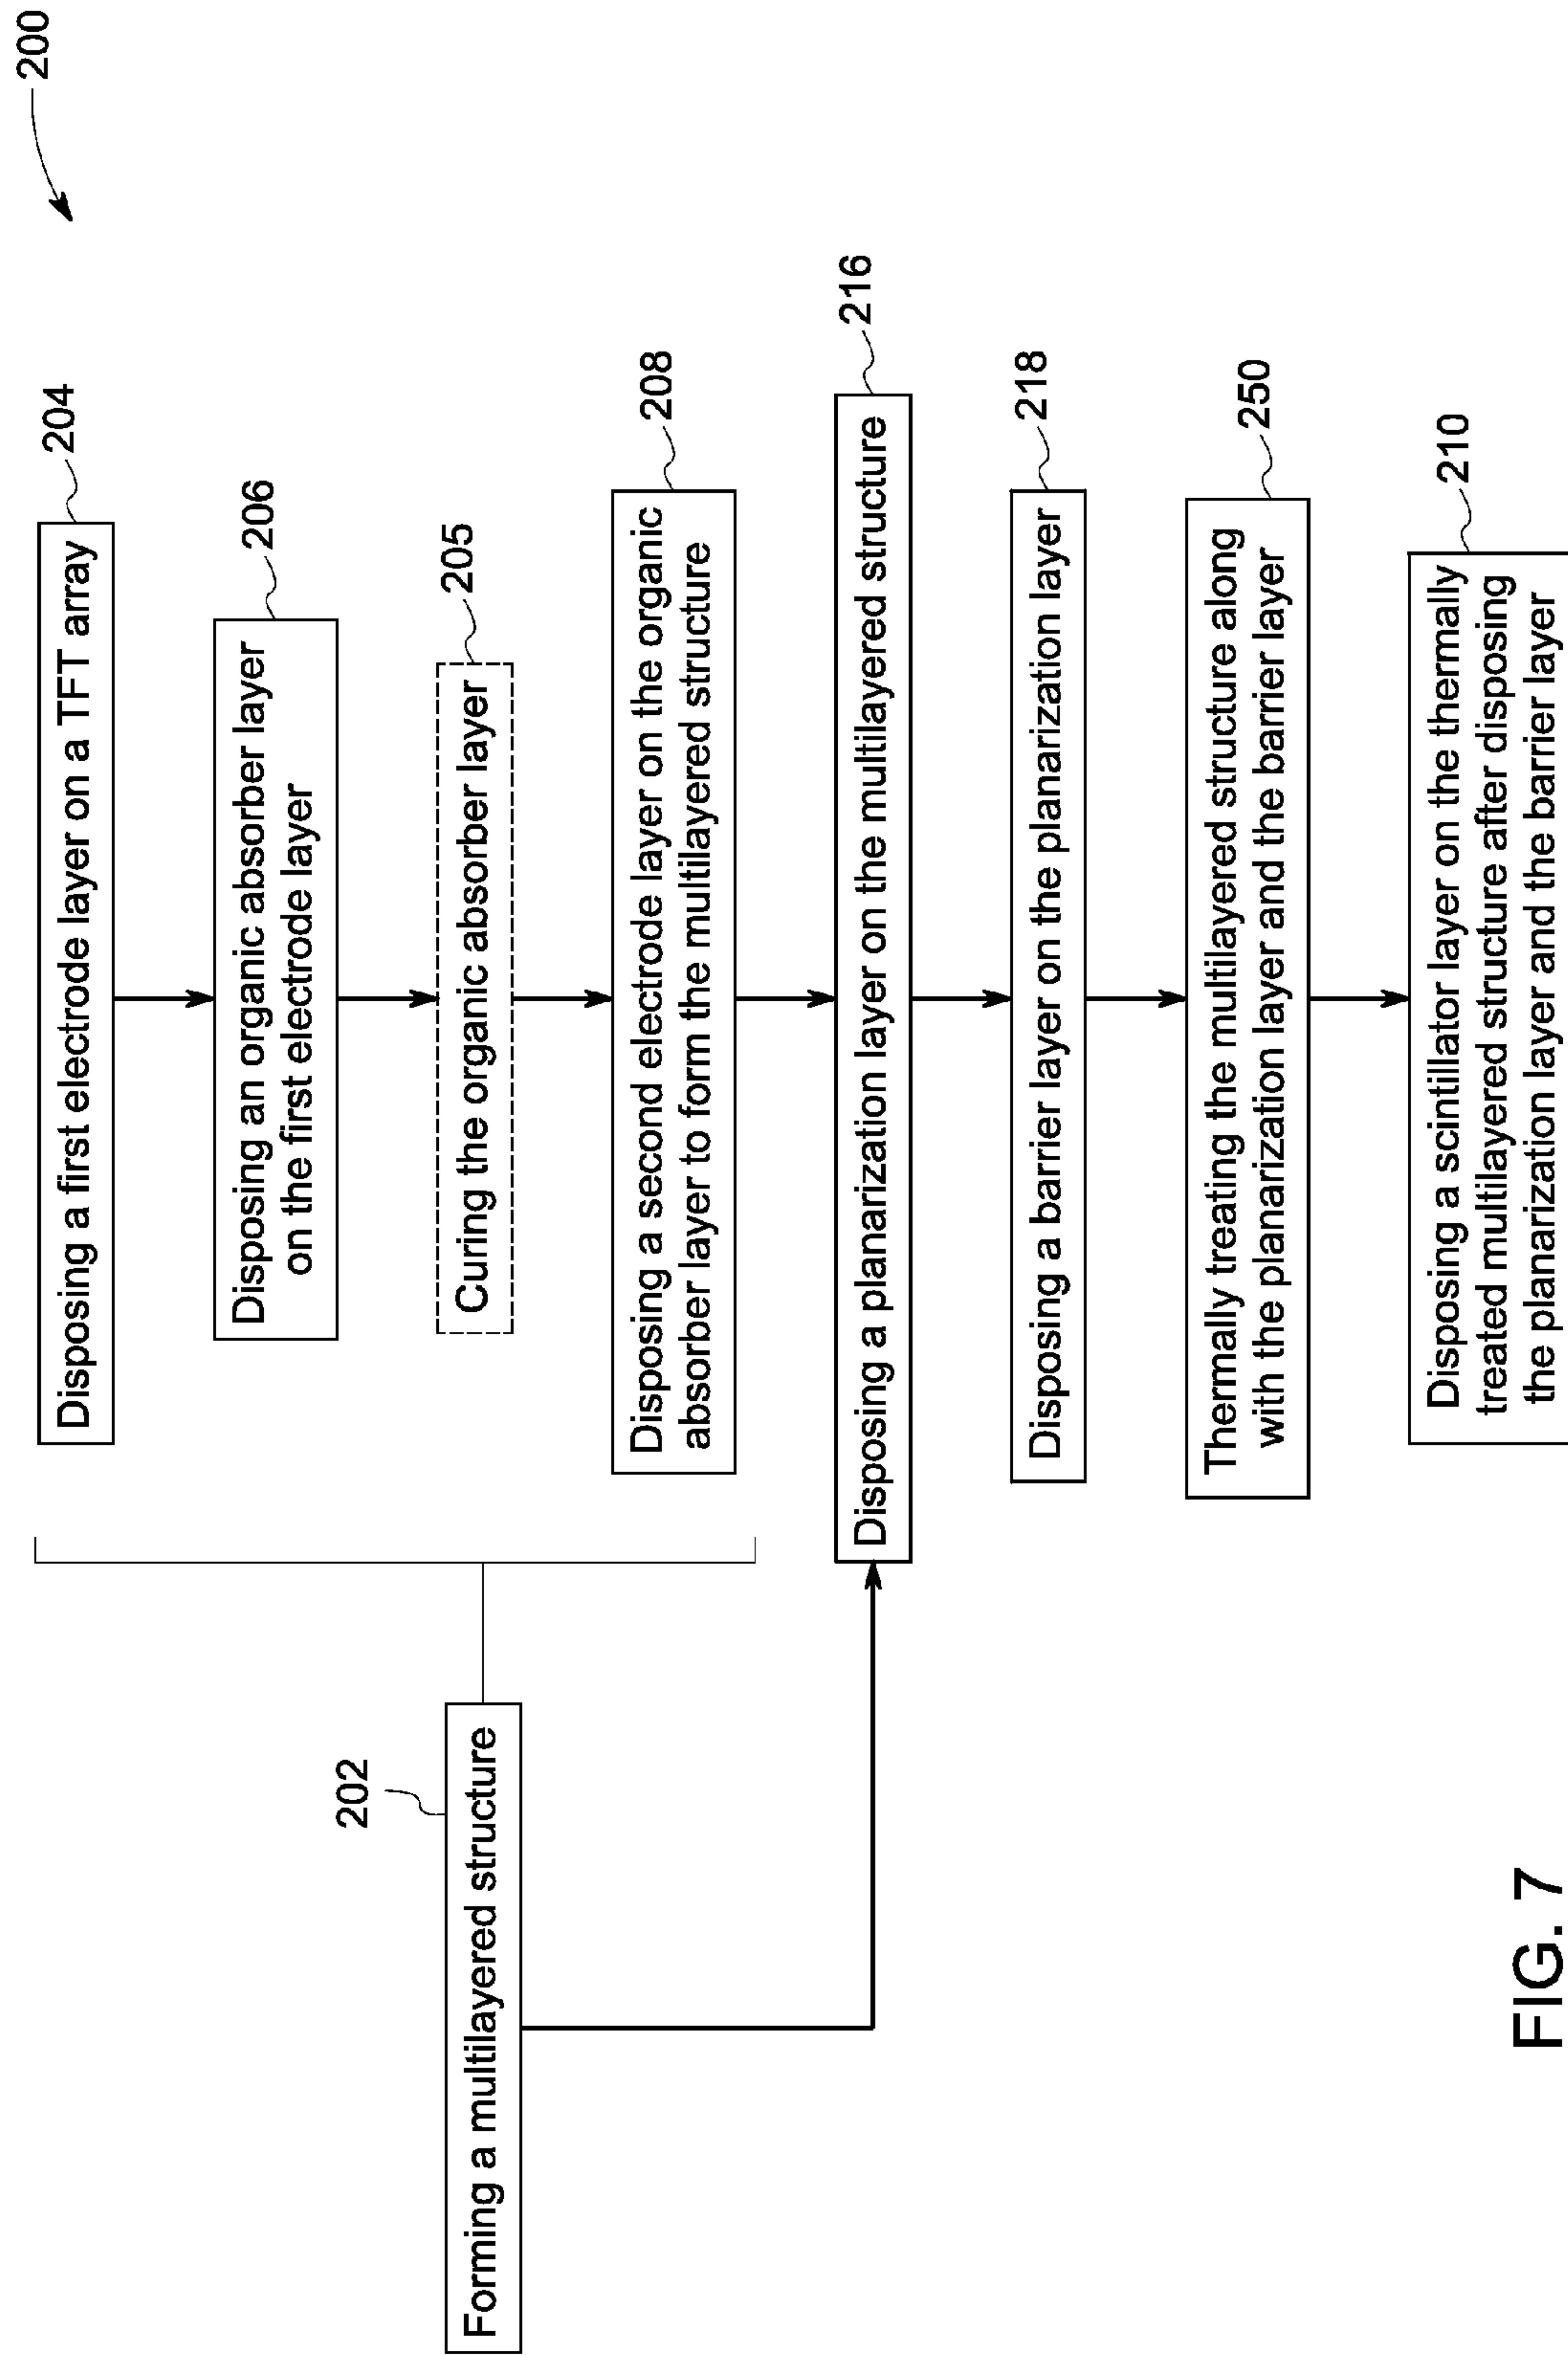 200
Disposing a first electrode layer on a TFT array
204
Disposing an organic absorber layer
on the first electrode layer
206
Curing the organic absorber layer
205
Disposing a second electrode layer on the organic
absorber layer to form the multilayered structure
208
Forming a multilayered structure
202
Disposing a planarization layer on the multilayered structure
216
Disposing a barrier layer on the planarization layer
218
Thermally treating the multilayered structure along
with the planarization layer and the barrier layer
250
Disposing a scintillator layer on the thermally
treated multilayered structure after disposing
the planarization layer and the barrier layer
210
FIG. 7